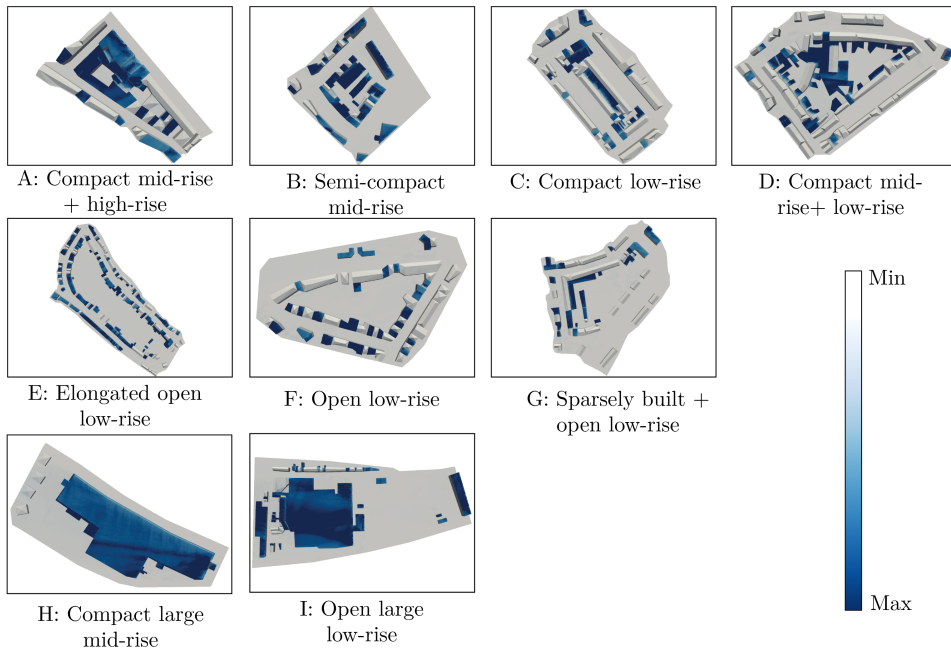 A: Compact mid-rise
+ high-rise
B: Semi-compact
mid-rise
C: Compact low-rise
D: Compact mid-
rise+ low-rise
E: Elongated open
low-rise
F: Open low-rise
G: Sparsely built +
open low-rise
Min
Max
H: Compact large
mid-rise
I: Open large
low-rise